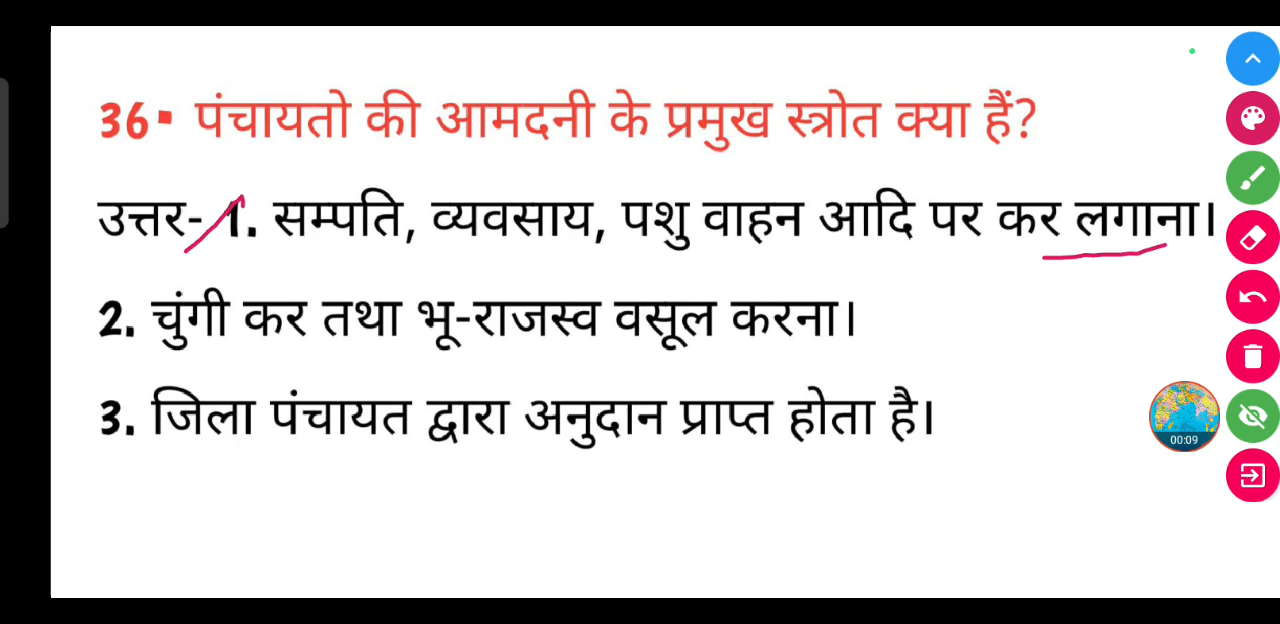 36. पंचायतो की आमदनी के प्रमुख स्त्रोत क्या हैं?
उत्तर- 1. सम्पति, व्यवसाय, पशु वाहन आदि पर कर लगाना।
2. चुंगी कर तथा भू-राजस्व वसूल करना।
3. जिला पंचायत द्वारा अनुदान प्राप्त होता है।
00:09